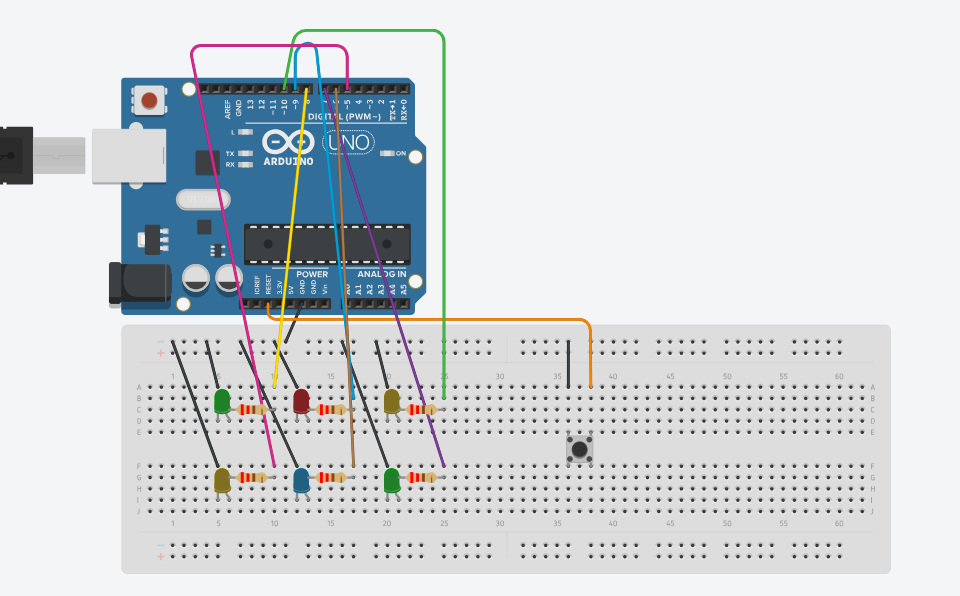 AREF
GND
13
12
~11
~10
~9
8
~5
4
~3
2
TX→1
RX←0
DIGITAL (PWM~)
L
TX
RX
UNO
ON
ARDUINO
POWER
ANALOG IN
IOREF
RESET
3.3V
5V
GND
GND
Vin
A1
A2
A3
A4
A5
1 5 10 15 20 25 30 35 40 45 50 55 60
A A
B B
C C
D D
E E
F F
G G
H H
I I
J J
1 5 10 15 20 25 30 35 40 45 50 55 60